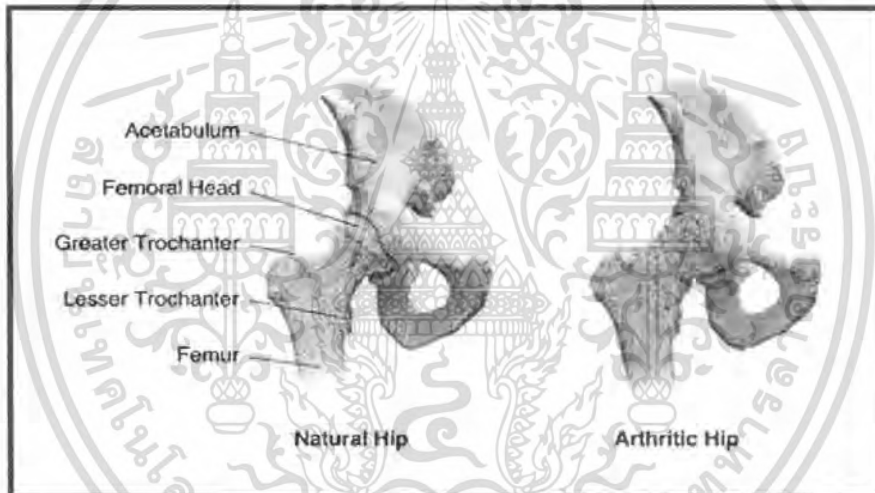 Acetabulum
Femoral Head
Greater Trochanter
Lesser Trochanter
Femur
Natural Hip
Arthritic Hip